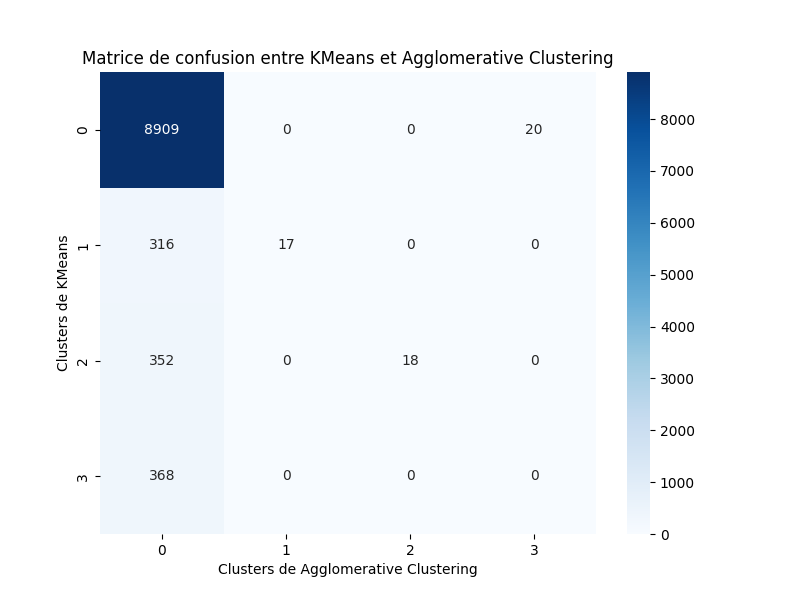 Matrice de confusion entre KMeans et Agglomerative Clustering
Clusters de KMeans
0
8909 0 0 20
1
316 17 0 0
2
352 0 18 0
3
368 0 0 0
0 1 2 3
Clusters de Agglomerative Clustering
8000
7000
6000
5000
4000
3000
2000
1000
0